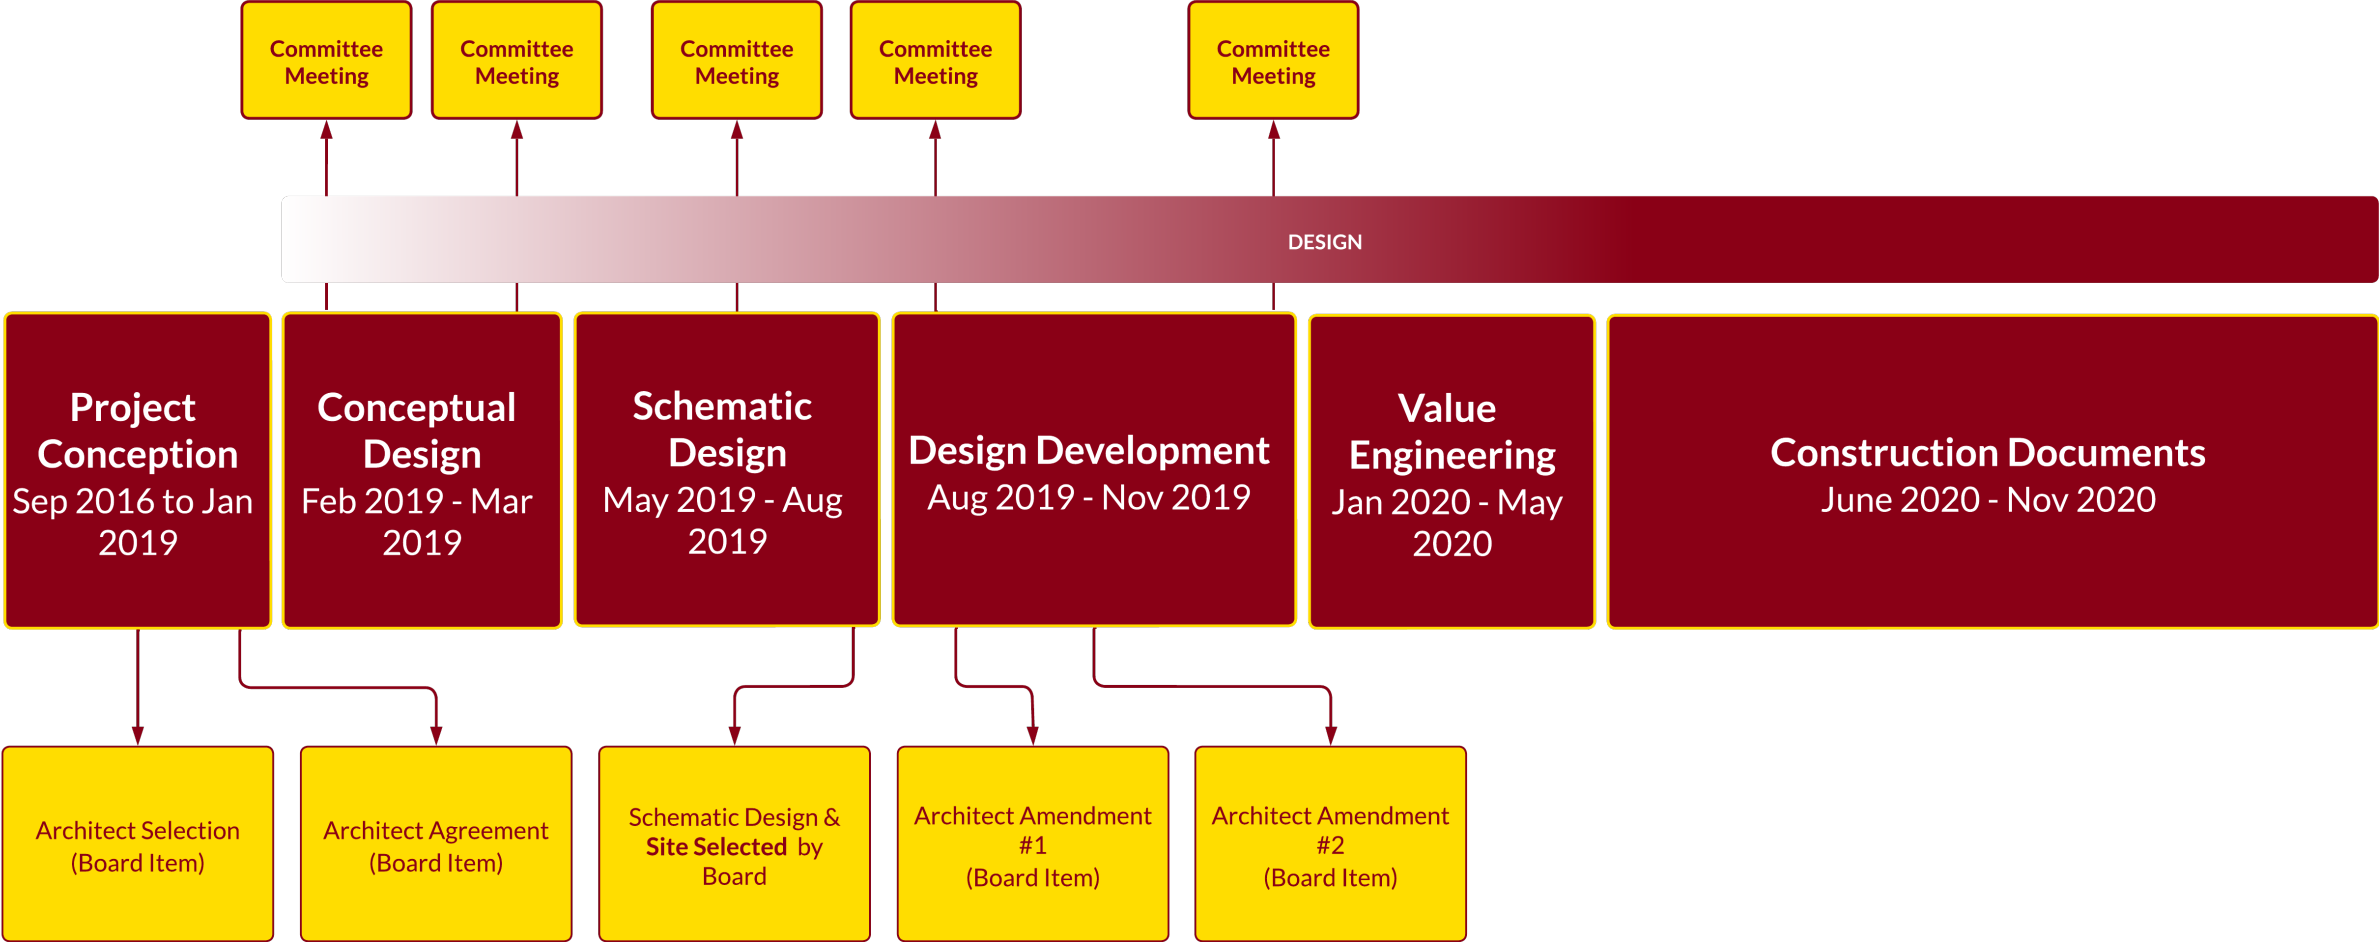 Committee
Meeting
Committee
Meeting
Committee
Meeting
Committee
Meeting
Committee
Meeting
DESIGN
Project
Conception
Sep 2016 to Jan
2019
Conceptual
Design
Feb 2019 - Mar
2019
Schematic
Design
May 2019 - Aug
2019
Design Development
Aug 2019 - Nov 2019
Value
Engineering
Jan 2020 - May
2020
Construction Documents
June 2020 - Nov 2020
Architect Selection
(Board Item)
Architect Agreement
(Board Item)
Schematic Design &
Site Selected by
Board
Architect Amendment
#1
(Board Item)
Architect Amendment
#2
(Board Item)